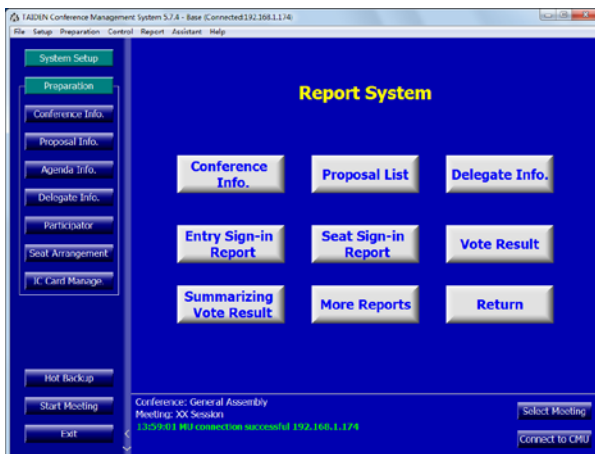 TAIDEN Conference Management System 5.7.4 - Base (Connected:192.168.1.174)
File Setup Preparation Control Report Assistant Help
System Setup
Preparation
Conference Info.
Proposal Info.
Agenda Info.
Delegate Info.
Participator
Seat Arrangement
IC Card Manage.
Hot Backup
Start Meeting
Exit
Report System
Conference
Info.
Proposal List
Delegate Info.
Entry Sign-in
Report
Seat Sign-in
Report
Vote Result
Summarizing
Vote Result
More Reports
Return
Conference: General Assembly
Meeting: XX Session
13:59:01 MU connection successful 192.168.1.174
Select Meeting
Connect to CMU